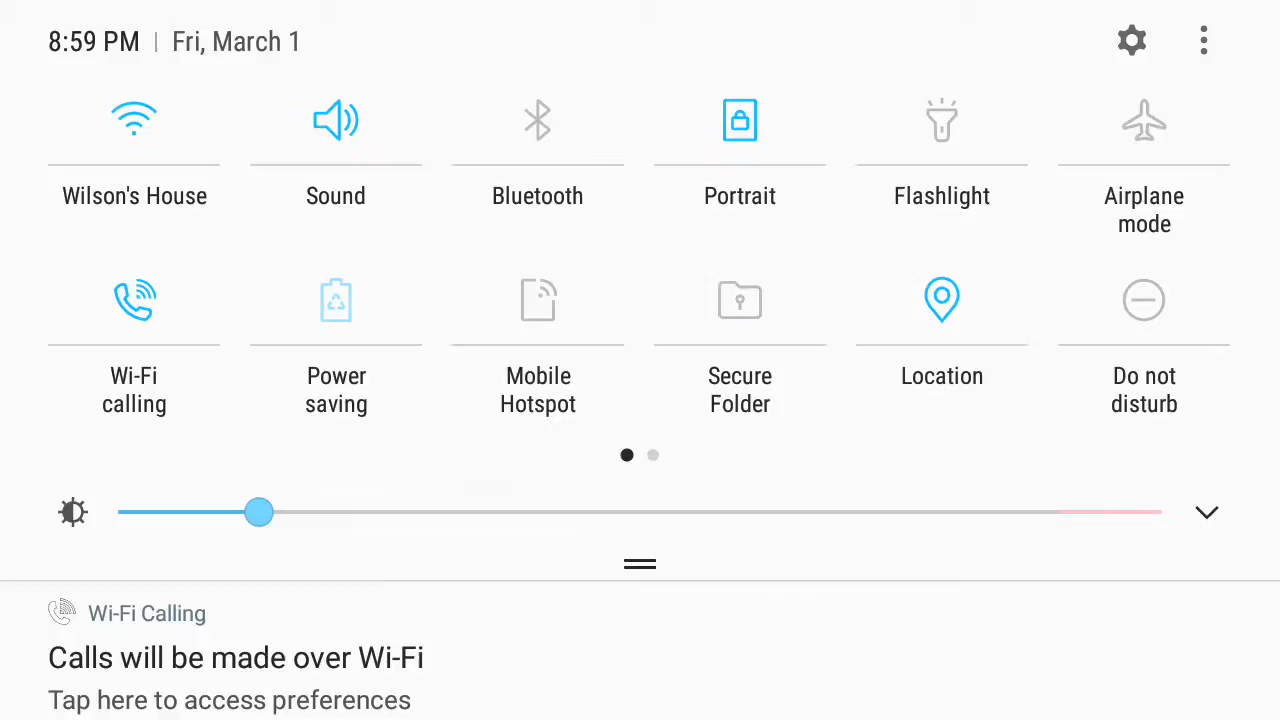 8:59 PM | Fri, March 1
Wilson's House Sound Bluetooth Portrait Flashlight Airplane
mode
Wi-Fi Power Mobile Secure Location Do not
calling saving Hotspot Folder disturb
Wi-Fi Calling
Calls will be made over Wi-Fi
Tap here to access preferences